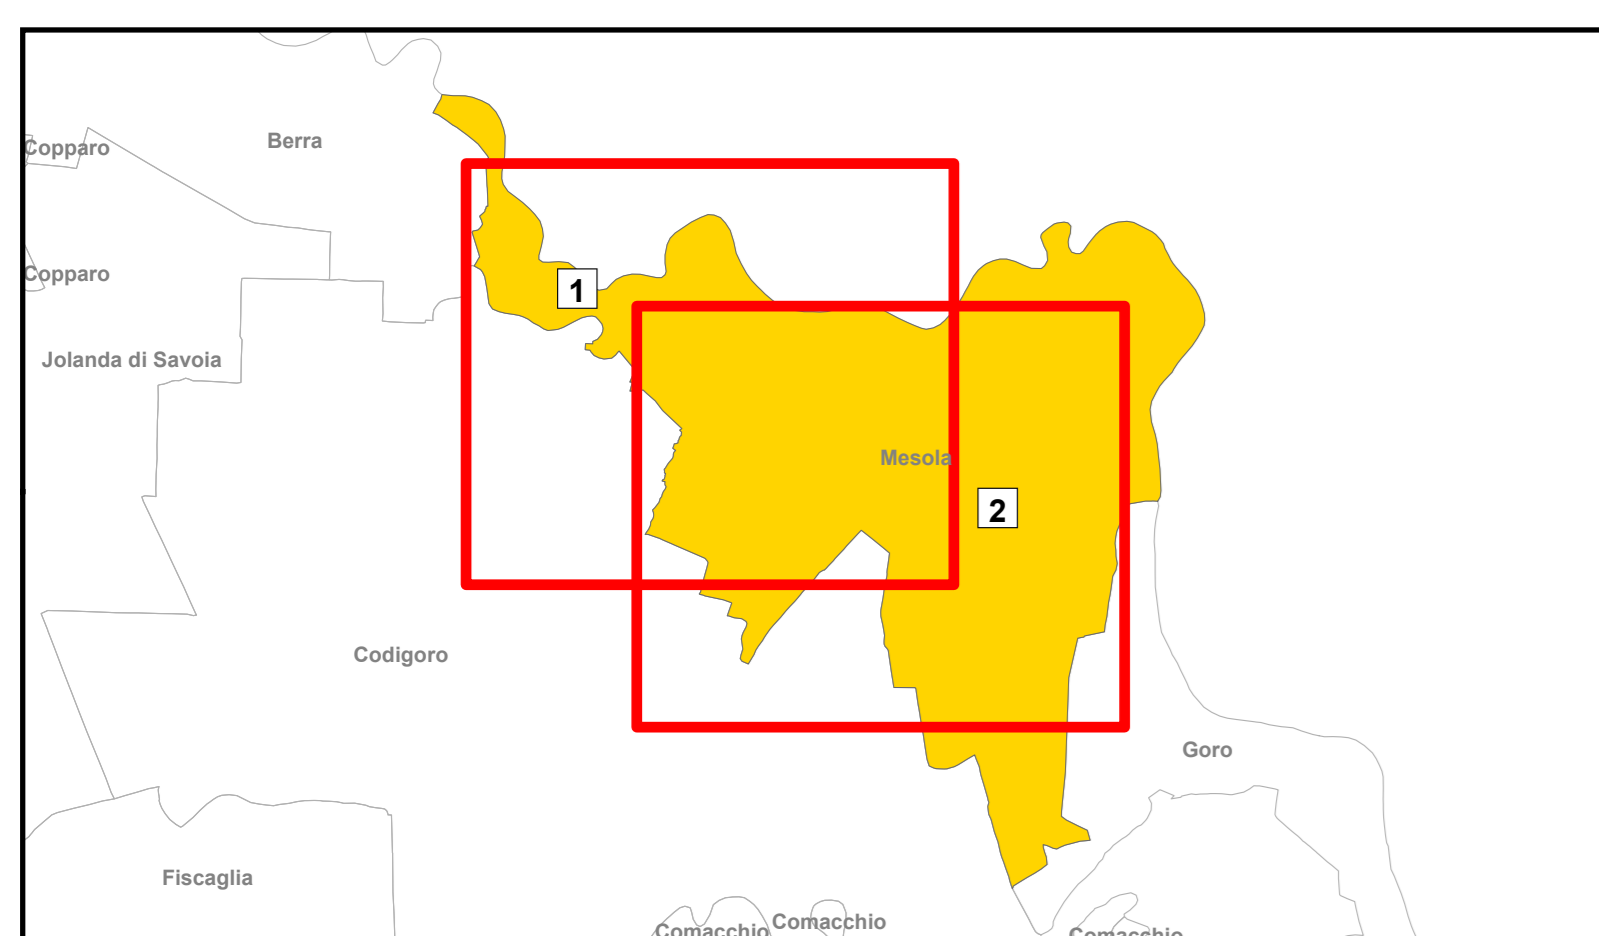 Berra
Copparo
Copparo
1
Jolanda di Savoia
Mesola
2
Codigoro
Goro
Fiscaglia
Comacchio
Comacchio
Comacchio